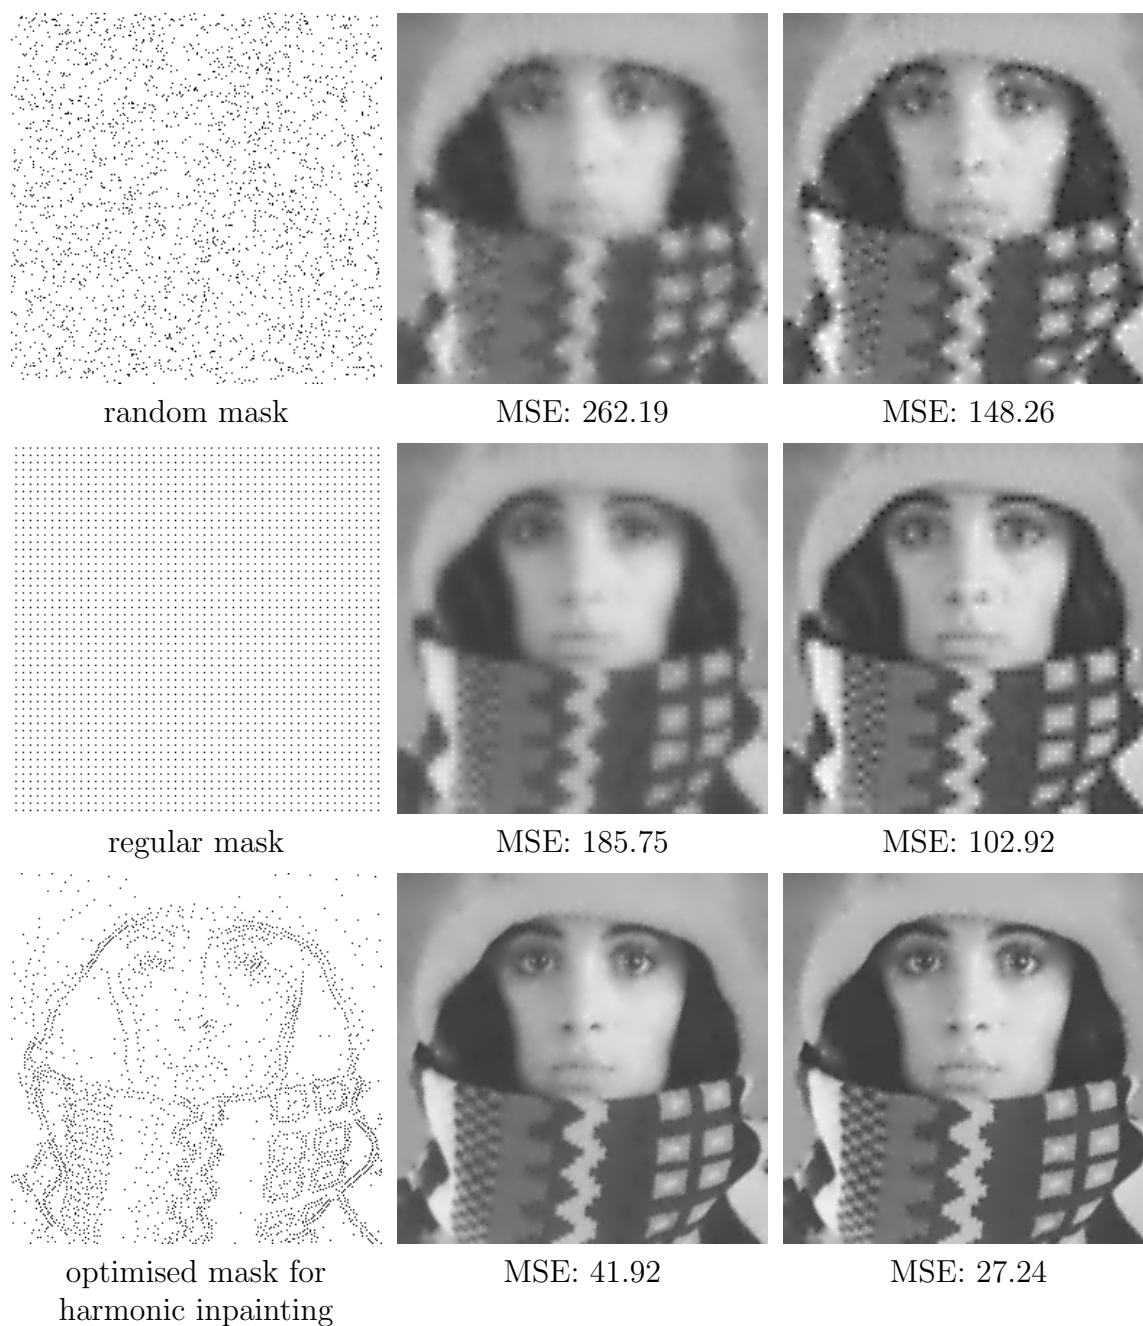 random mask
MSE: 262.19
MSE: 148.26
regular mask
MSE: 185.75
MSE: 102.92
optimised mask for
harmonic inpainting
MSE: 41.92
MSE: 27.24